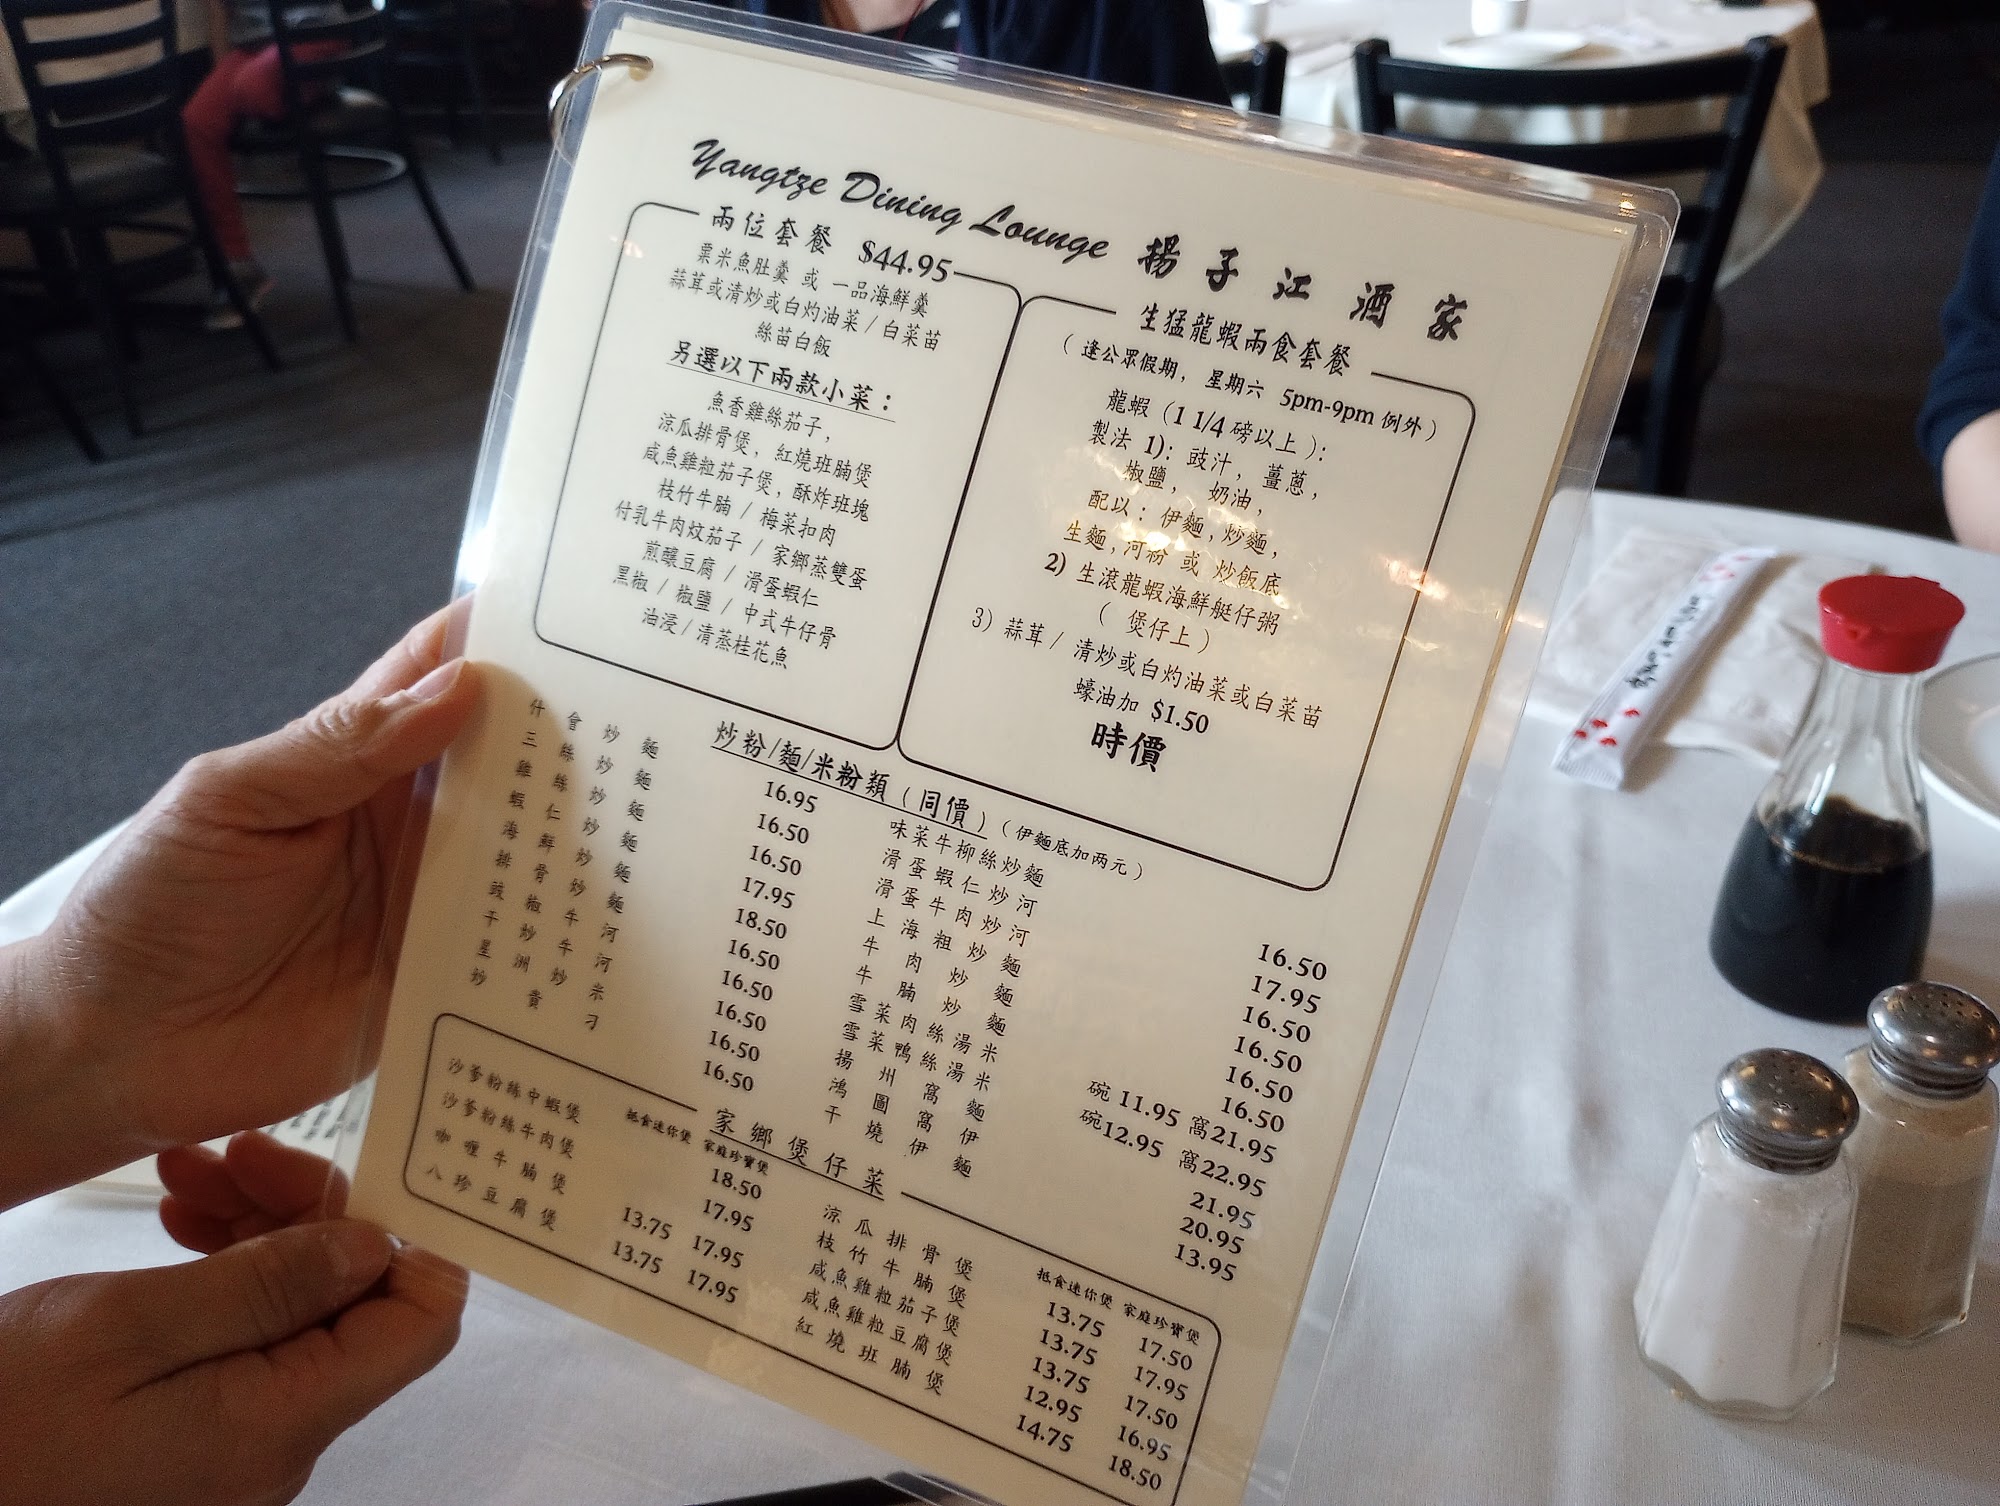 Yangtze Dining Lounge 揚子江酒家
兩位套餐 $44.95
粟米魚肚羹 或 一品海鮮羹
蒜茸或清炒或白灼油菜 / 白菜苗
絲苗白飯
另選以下兩款小菜：
魚香雞絲茄子，
涼瓜排骨煲，紅燒班腩煲
咸魚雞粒茄子煲，酥炸班塊
枝竹牛腩 / 梅菜扣肉
付乳牛肉炆茄子 / 家鄉蒸雙蛋
煎釀豆腐 / 滑蛋蝦仁
黑椒 / 椒鹽 / 中式牛仔骨
油浸 / 清蒸桂花魚
生猛龍蝦兩食套餐
( 逢公眾假期， 星期六 5pm-9pm 例外 )
龍蝦 (1 1/4 磅以上 )：
製法 1)： 豉汁， 薑蔥，
椒鹽， 奶油，
配以： 伊麵，炒麵，
生麵，河粉 或 炒飯底
2) 生滾龍蝦海鮮艇仔粥
( 煲仔上 )
3) 蒜茸 / 清炒或白灼油菜或白菜苗
蠔油加 $1.50
時價
炒粉/麵/米粉類 ( 同價 ) ( 伊麵底加两元 )
什會炒麵 16.95
三絲炒麵 16.50
雞絲炒麵 16.50
蝦仁炒麵 17.95
海鮮炒麵 18.50
排骨炒麵 16.50
豉椒牛河 16.50
干炒牛河 16.50
星洲炒米 16.50
炒貴刁 16.50
味菜牛柳絲炒麵 16.50
滑蛋蝦仁炒河 17.95
滑蛋牛肉炒河 16.50
上海粗炒麵 16.50
牛肉炒麵 16.50
牛腩炒麵 16.50
雪菜肉絲湯米 碗 11.95 窩21.95
雪菜鴨絲湯米 碗12.95 窩22.95
揚州窩麵 21.95
鴻圖窩伊 20.95
干燒伊麵 13.95
家鄉煲仔菜
抵食迷你煲 家庭珍寶煲
沙爹粉絲中蝦煲 18.50
沙爹粉絲牛肉煲 17.95
咖喱牛腩煲 13.75 17.95
八珍豆腐煲 13.75 17.95
抵食迷你煲 家庭珍寶煲
涼瓜排骨煲 13.75 17.50
枝竹牛腩煲 13.75 17.95
咸魚雞粒茄子煲 13.75 17.50
咸魚雞粒豆腐煲 12.95 16.95
紅燒班腩煲 14.75 18.50